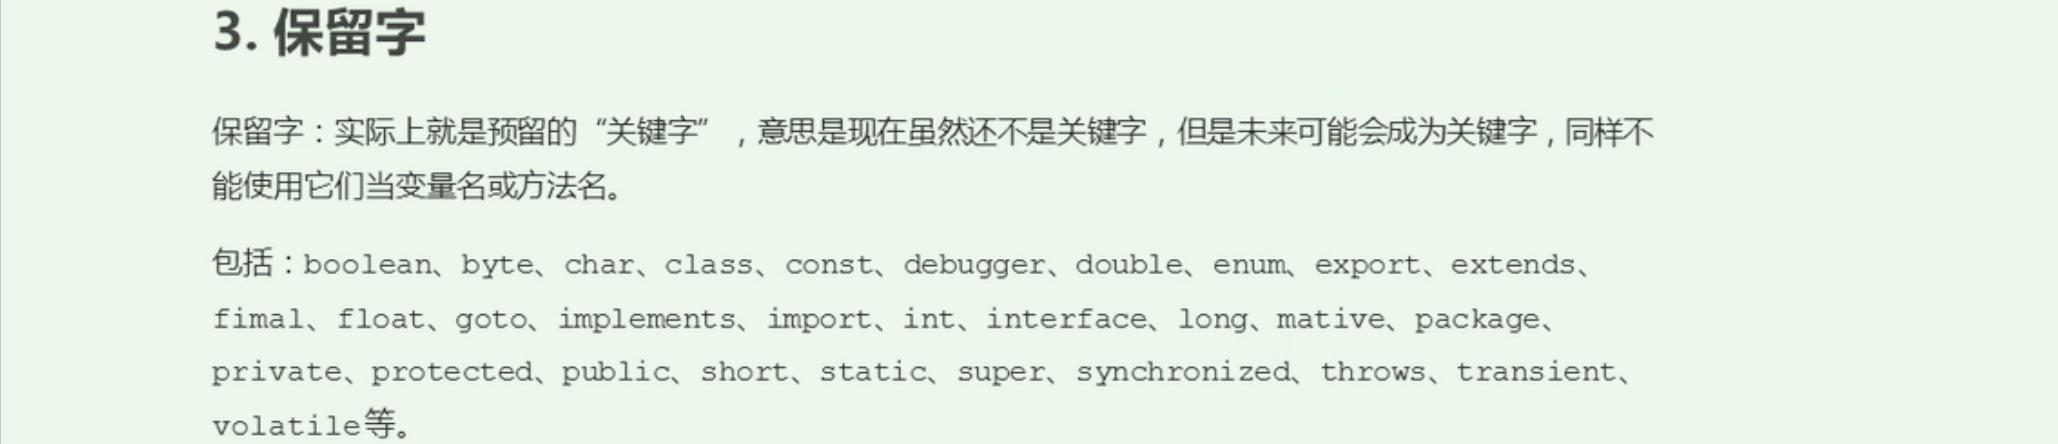 3. 保留字
保留字：实际上就是预留的“关键字”，意思是现在虽然还不是关键字，但是未来可能会成为关键字，同样不
能使用它们当变量名或方法名。
包括：boolean、byte、char、class、const、debugger、double、enum、export、extends、
fimal、float、goto、implements、import、int、interface、long、mative、package、
private、protected、public、short、static、super、synchronized、throws、transient、
volatile等。